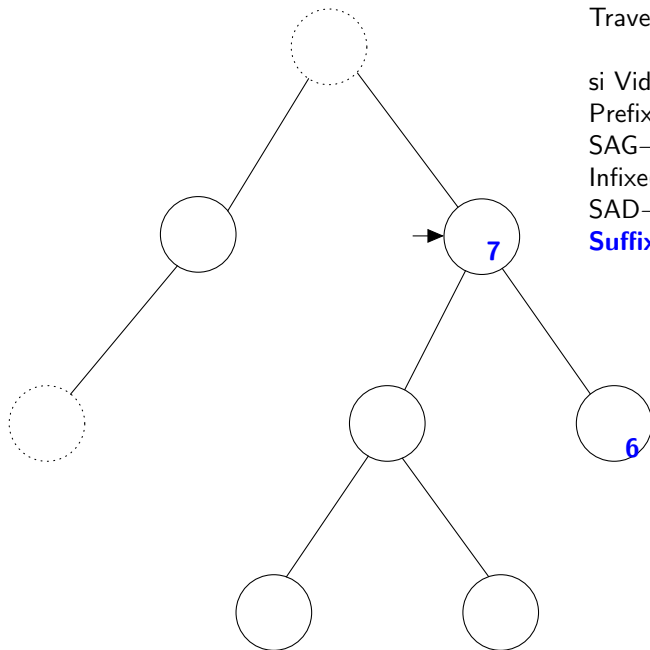 Trave
si Vid
Prefix
SAG–
Infixe
SAD–
Suffix
7
6